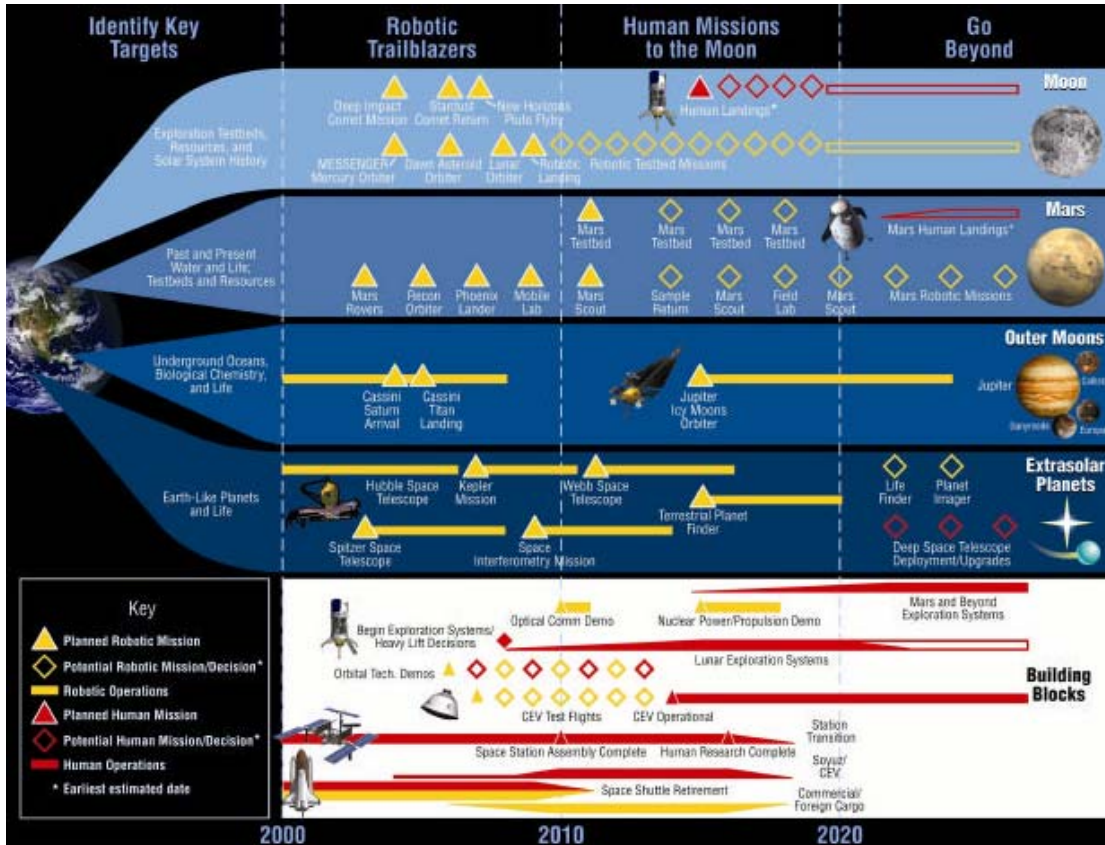 Identify Key
Targets
Robotic
Trailblazers
Human Missions
to the Moon
Go
Beyond
Exploration Testbeds,
Resources, and
Solar System History
Deep Impact
Comet Mission
Stardust
Comet Return
New Horizons
Pluto Flyby
Human Landings*
Moon
MESSENGER
Mercury Orbiter
Dawn Asteroid
Orbiter
Lunar
Orbiter
Robotic
Landing
Robotic Testbed Missions
Past and Present
Water and Life;
Testbeds and Resources
Mars
Testbed
Mars
Testbed
Mars
Testbed
Mars
Testbed
Mars Human Landings*
Mars
Mars
Rovers
Recon
Orbiter
Phoenix
Lander
Mobile
Lab
Mars
Scout
Sample
Return
Mars
Scout
Field
Lab
Mars
Scout
Mars Robotic Missions
Underground Oceans,
Biological Chemistry,
and Life
Cassini
Saturn
Arrival
Cassini
Titan
Landing
Jupiter
Icy Moons
Orbiter
Outer Moons
Jupiter
Callisto
Ganymede
Europa
Earth-Like Planets
and Life
Hubble Space
Telescope
Kepler
Mission
Webb Space
Telescope
Terrestrial Planet
Finder
Life
Finder
Planet
Imager
Extrasolar
Planets
Spitzer Space
Telescope
Space
Interferometry Mission
Deep Space Telescope
Deployment/Upgrades
Key
Planned Robotic Mission
Potential Robotic Mission/Decision*
Robotic Operations
Planned Human Mission
Potential Human Mission/Decision*
Human Operations
* Earliest estimated date
Mars and Beyond
Exploration Systems
Optical Comm Demo
Nuclear Power/Propulsion Demo
Begin Exploration Systems/
Heavy Lift Decisions
Lunar Exploration Systems
Orbital Tech. Demos
Building
Blocks
CEV Test Flights
CEV Operational
Space Station Assembly Complete
Human Research Complete
Station
Transition
Soyuz/
CEV
Space Shuttle Retirement
Commercial/
Foreign Cargo
2000
2010
2020